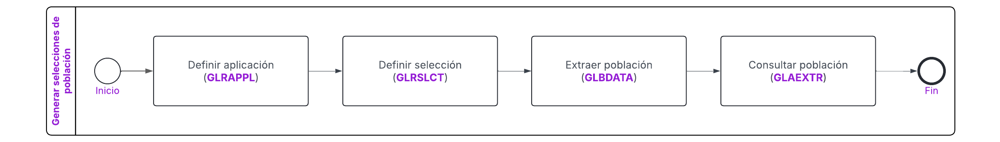 Generar selecciones de
población
Inicio
Definir aplicación
(GLRAPPL)
Definir selección
(GLRSLCT)
Extraer población
(GLBDATA)
Consultar población
(GLAEXTR)
Fin